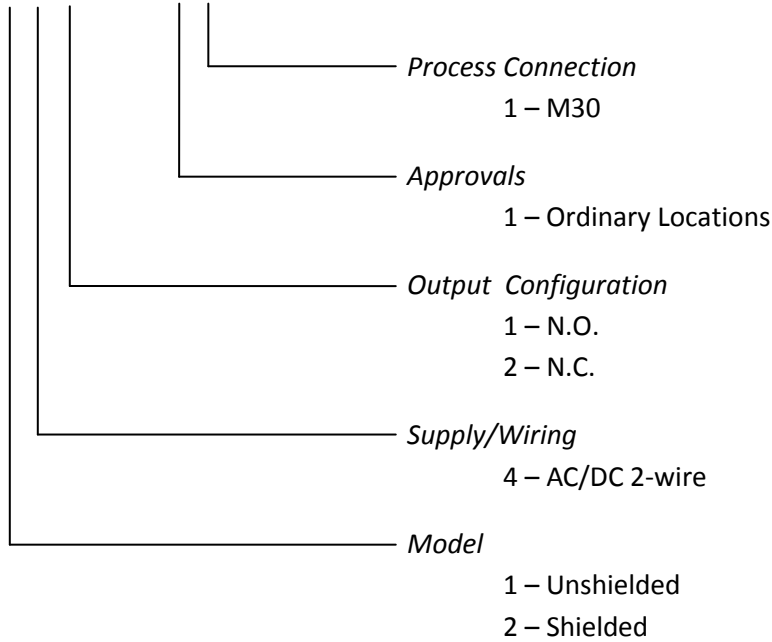 Process Connection
1 – M30
Approvals
1 – Ordinary Locations
Output Configuration
1 – N.O.
2 – N.C.
Supply/Wiring
4 – AC/DC 2-wire
Model
1 – Unshielded
2 – Shielded